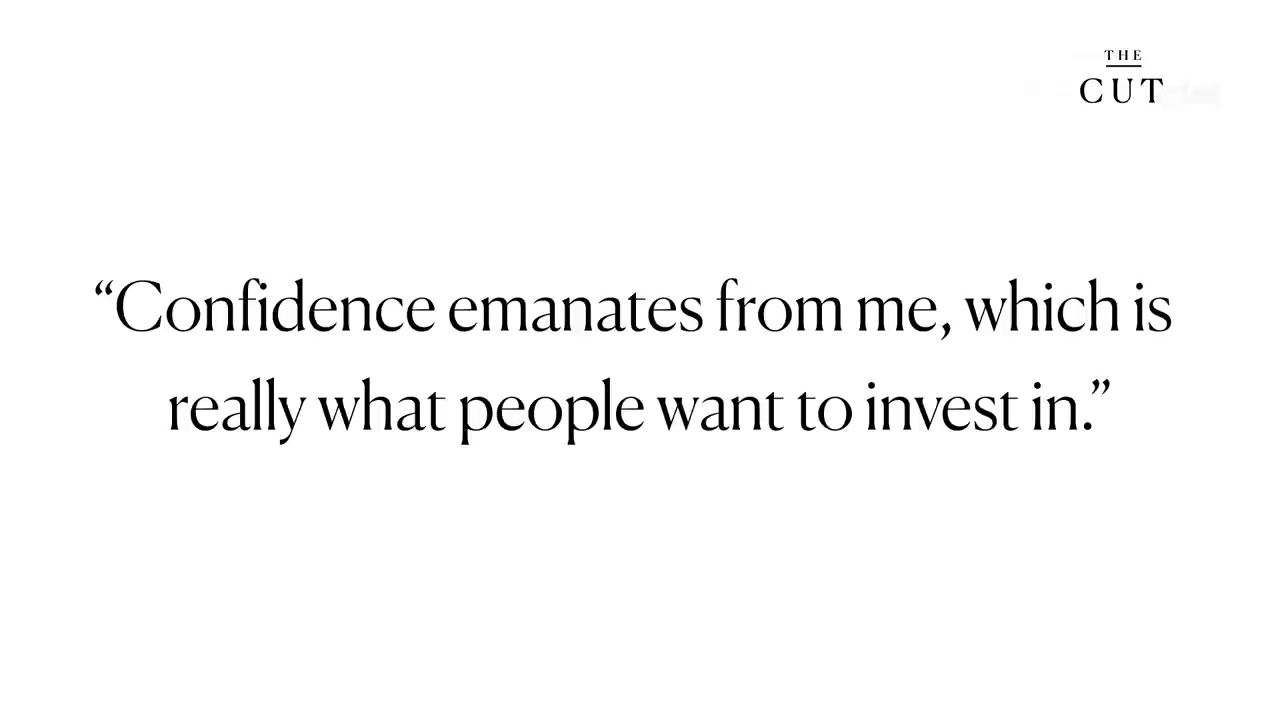 THE
CUT
“Confidence emanates from me, which is
really what people want to invest in.”